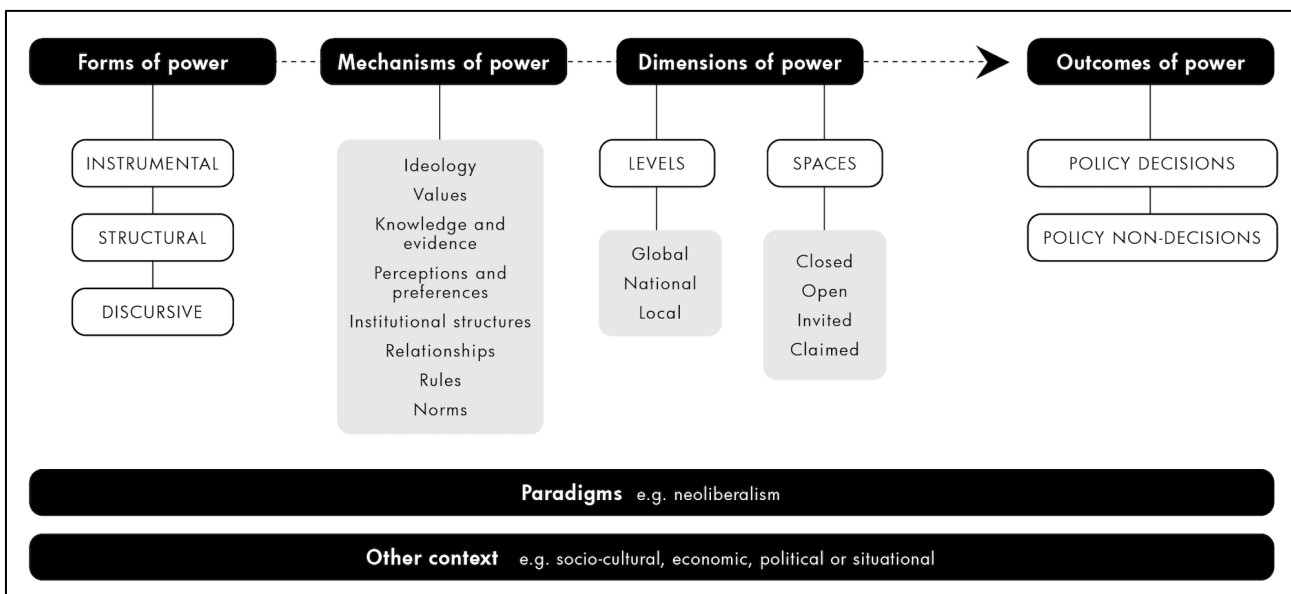 Forms of power
Mechanisms of power
Dimensions of power
Outcomes of power
INSTRUMENTAL
STRUCTURAL
DISCURSIVE
Ideology
Values
Knowledge and
evidence
Perceptions and
preferences
Institutional structures
Relationships
Rules
Norms
LEVELS
Global
National
Local
SPACES
Closed
Open
Invited
Claimed
POLICY DECISIONS
POLICY NON-DECISIONS
Paradigms e.g. neoliberalism
Other context e.g. socio-cultural, economic, political or situational